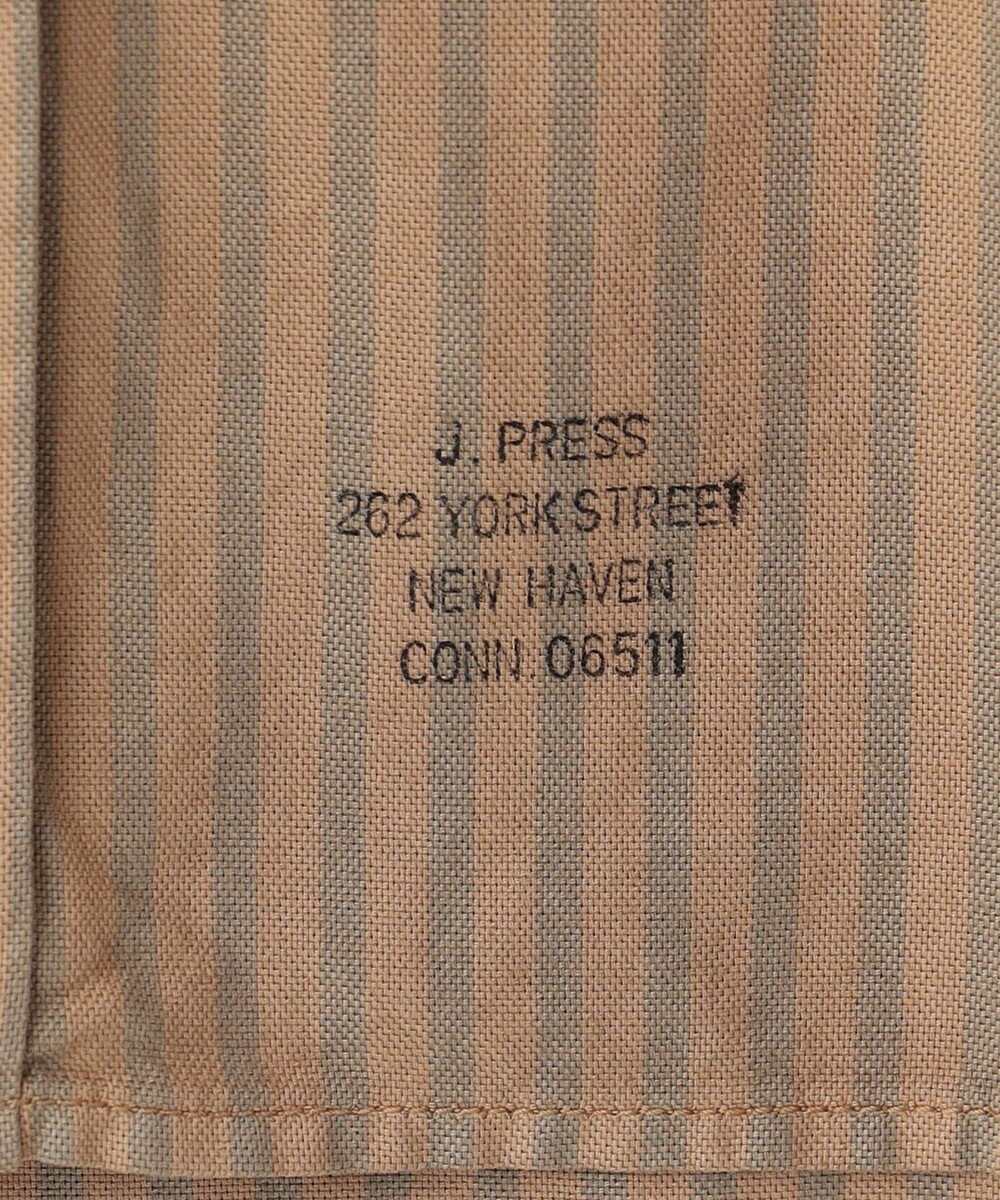 J. PRESS
262 YORK STREET
NEW HAVEN
CONN. 06511